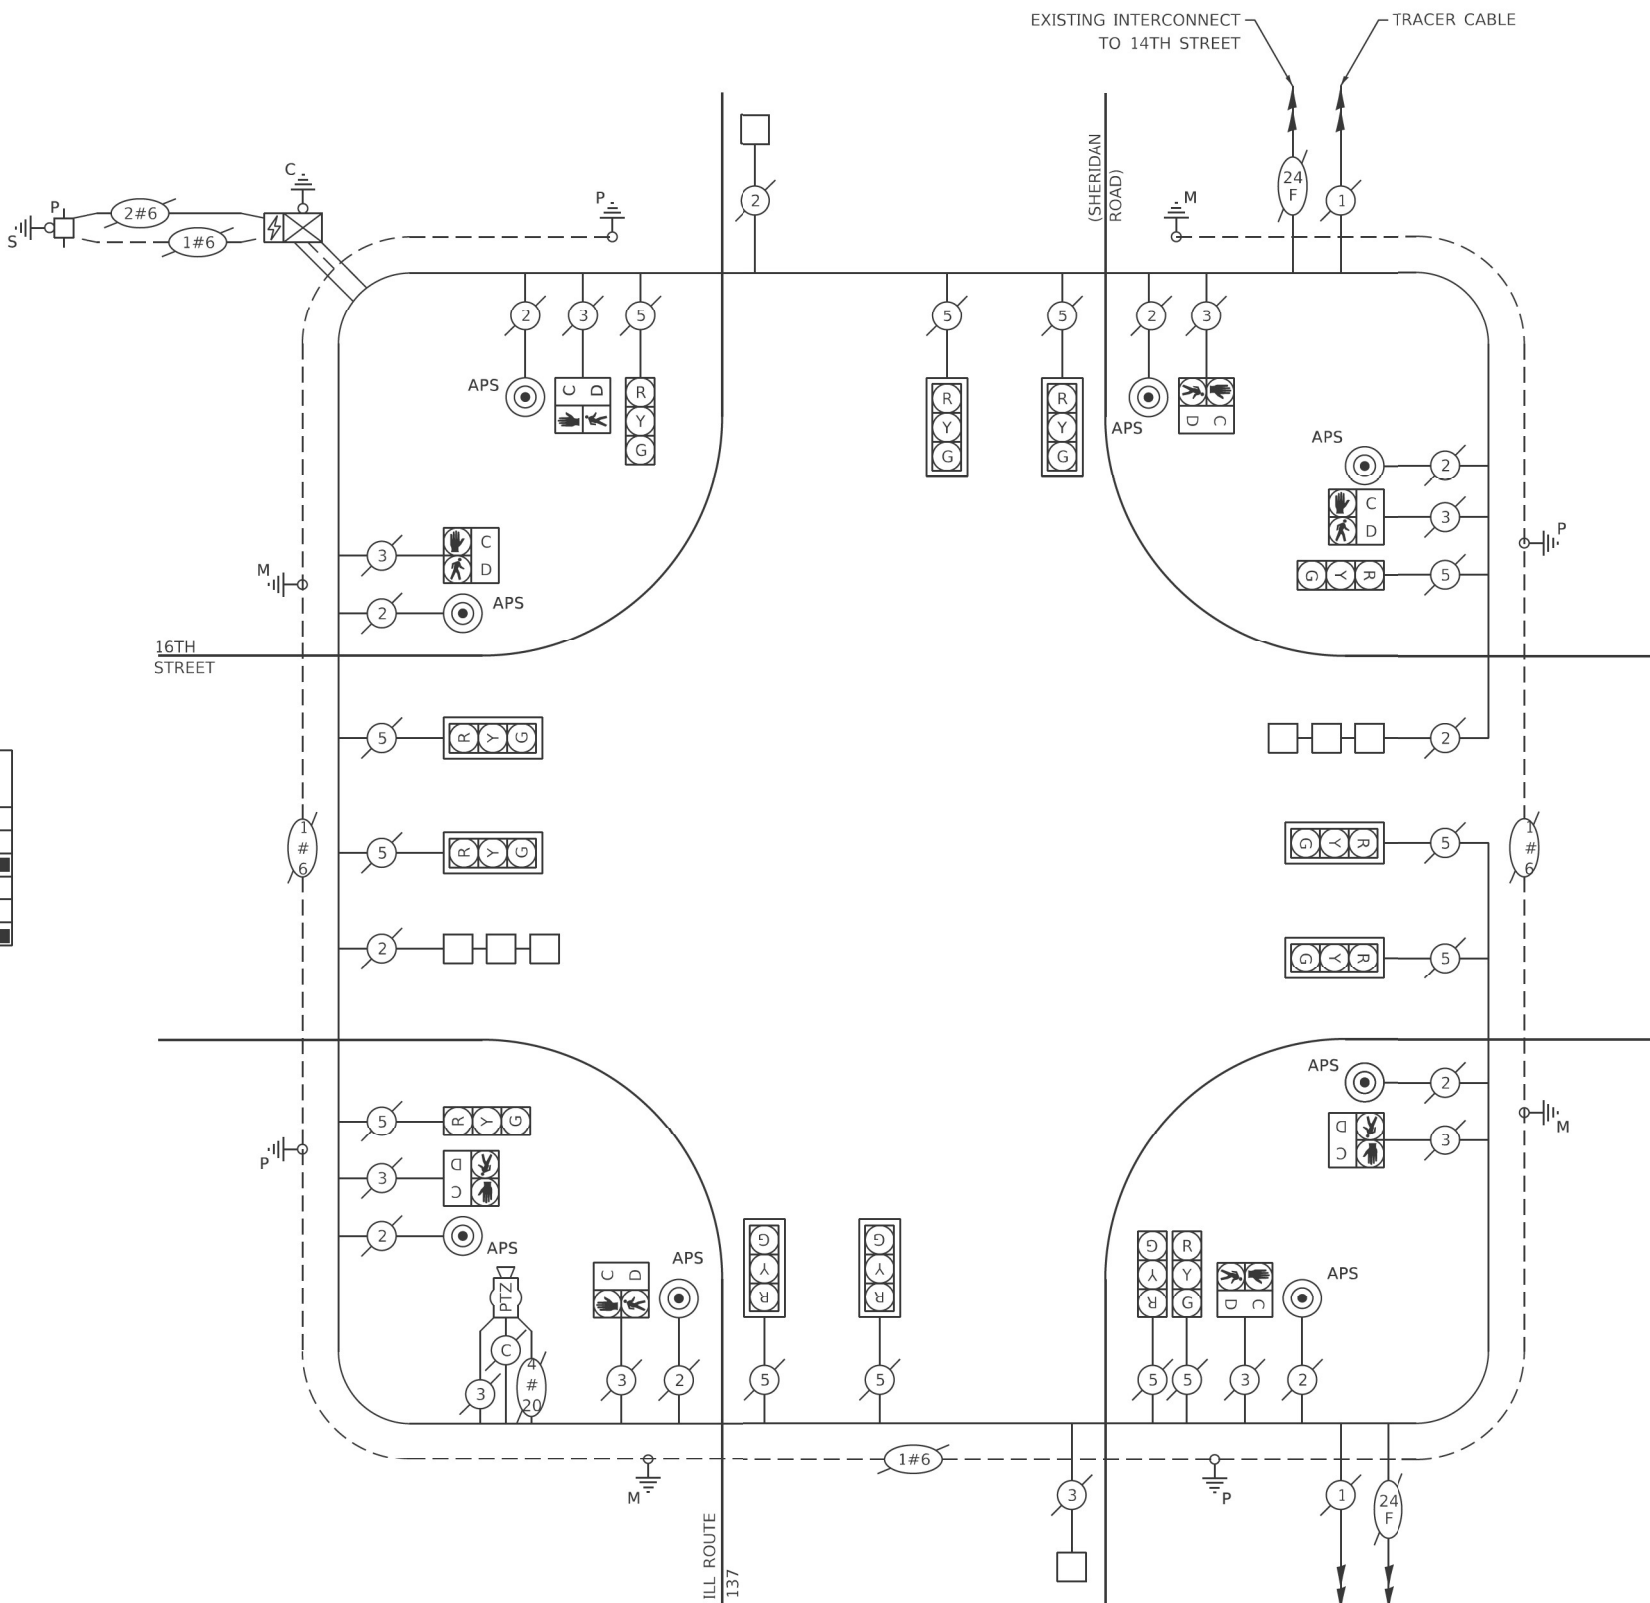 EXISTING INTERCONNECT
TO 14TH STREET
TRACER CABLE
(SHERIDAN
ROAD)
24
F
1
C
P
S
2#6
1#6
P
2
M
2
3
5
5
5
2
3
APS
C D
R
Y
G
R
Y
G
R
Y
G
APS
D C
APS
2
C
D
3
R
Y
G
5
P
3
C
D
M
2
APS
16TH
STREET
5
R Y G
2
1
#
6
5
R Y G
G Y R
5
1
#
6
2
G Y R
5
APS
2
5
R Y G
D
C
3
M
P
3
D
C
2
APS
PTZ
C
3
4
#
20
C D
3
APS
2
G
Y
R
5
G
Y
R
5
G
Y
R
5
R
Y
G
5
D C
3
APS
2
M
1#6
P
3
1
24
F
ILL ROUTE
137